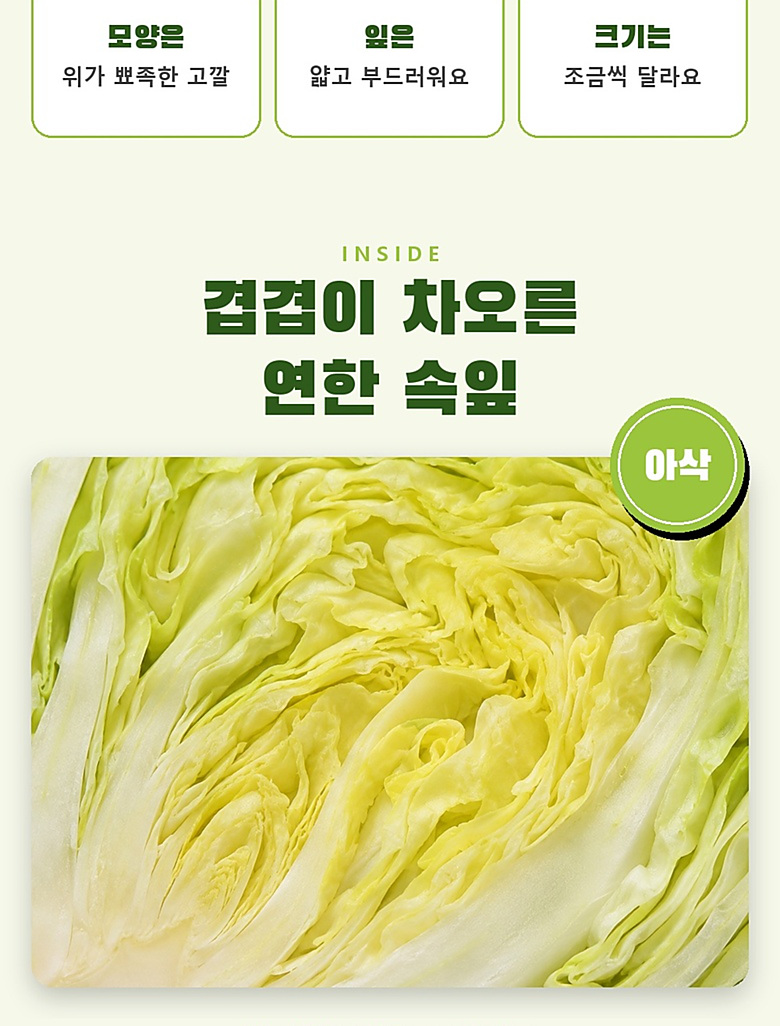 모양은
위가 뾰족한 고깔
잎은
얇고 부드러워요
크기는
조금씩 달라요
INSIDE
겹겹이 차오른
연한 속잎
아삭